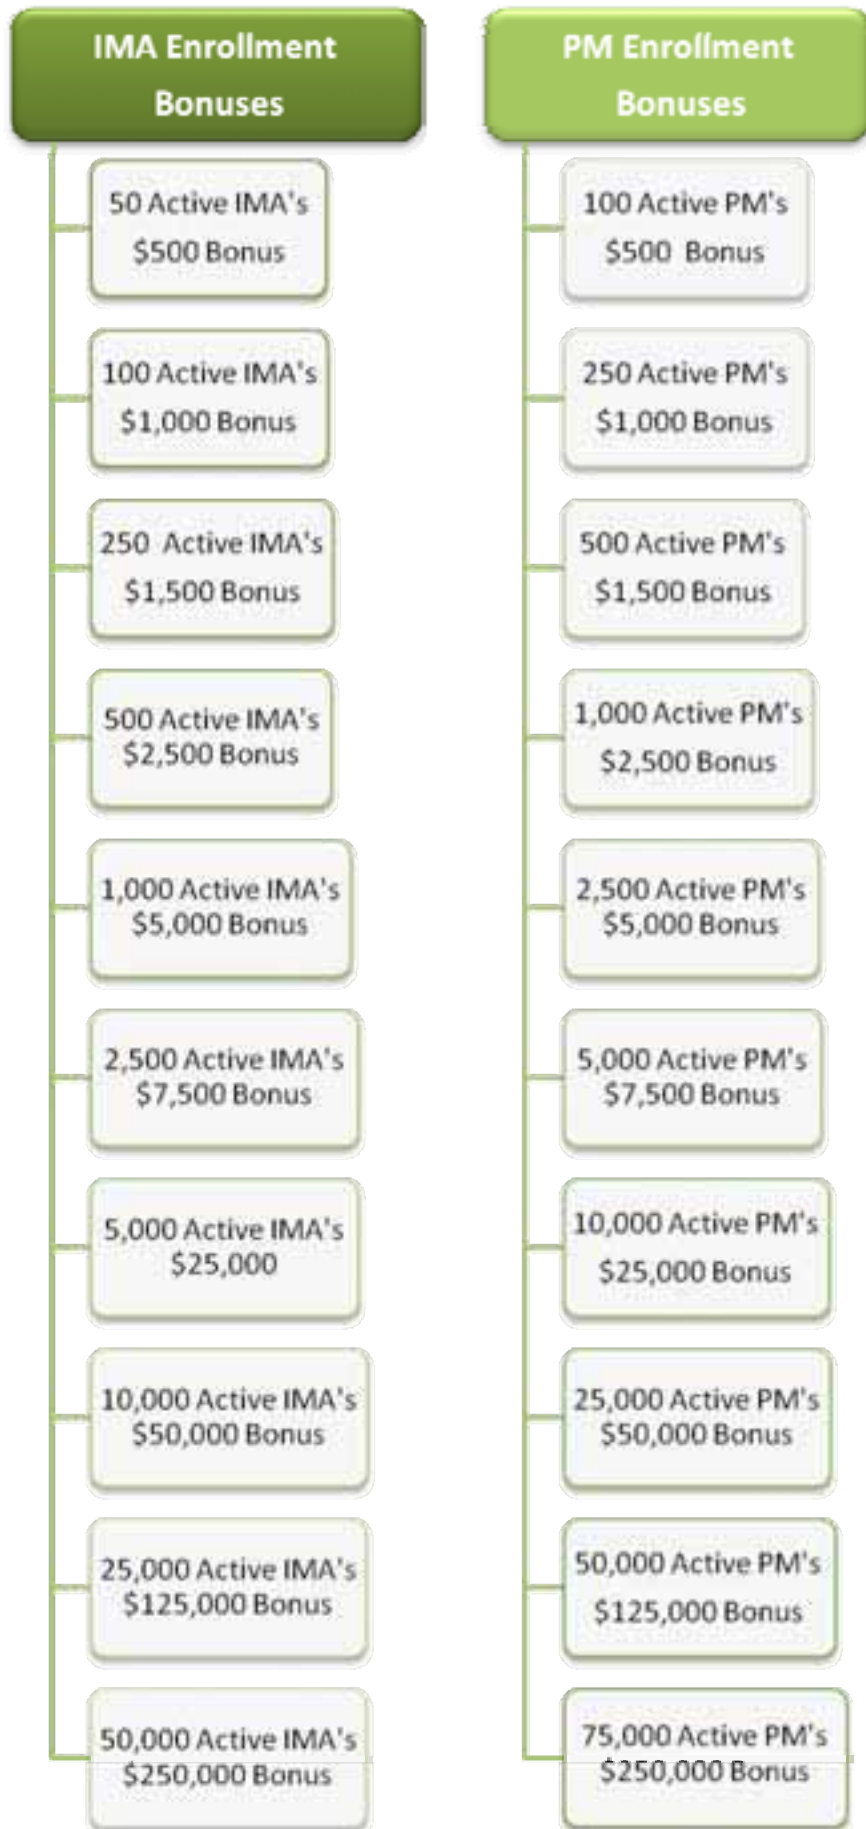 IMA Enrollment
Bonuses
50 Active IMA's
$500 Bonus
100 Active IMA's
$1,000 Bonus
250 Active IMA's
$1,500 Bonus
500 Active IMA's
$2,500 Bonus
1,000 Active IMA's
$5,000 Bonus
2,500 Active IMA's
$7,500 Bonus
5,000 Active IMA's
$25,000
10,000 Active IMA's
$50,000 Bonus
25,000 Active IMA's
$125,000 Bonus
50,000 Active IMA's
$250,000 Bonus
PM Enrollment
Bonuses
100 Active PM's
$500 Bonus
250 Active PM's
$1,000 Bonus
500 Active PM's
$1,500 Bonus
1,000 Active PM's
$2,500 Bonus
2,500 Active PM's
$5,000 Bonus
5,000 Active PM's
$7,500 Bonus
10,000 Active PM's
$25,000 Bonus
25,000 Active PM's
$50,000 Bonus
50,000 Active PM's
$125,000 Bonus
75,000 Active PM's
$250,000 Bonus